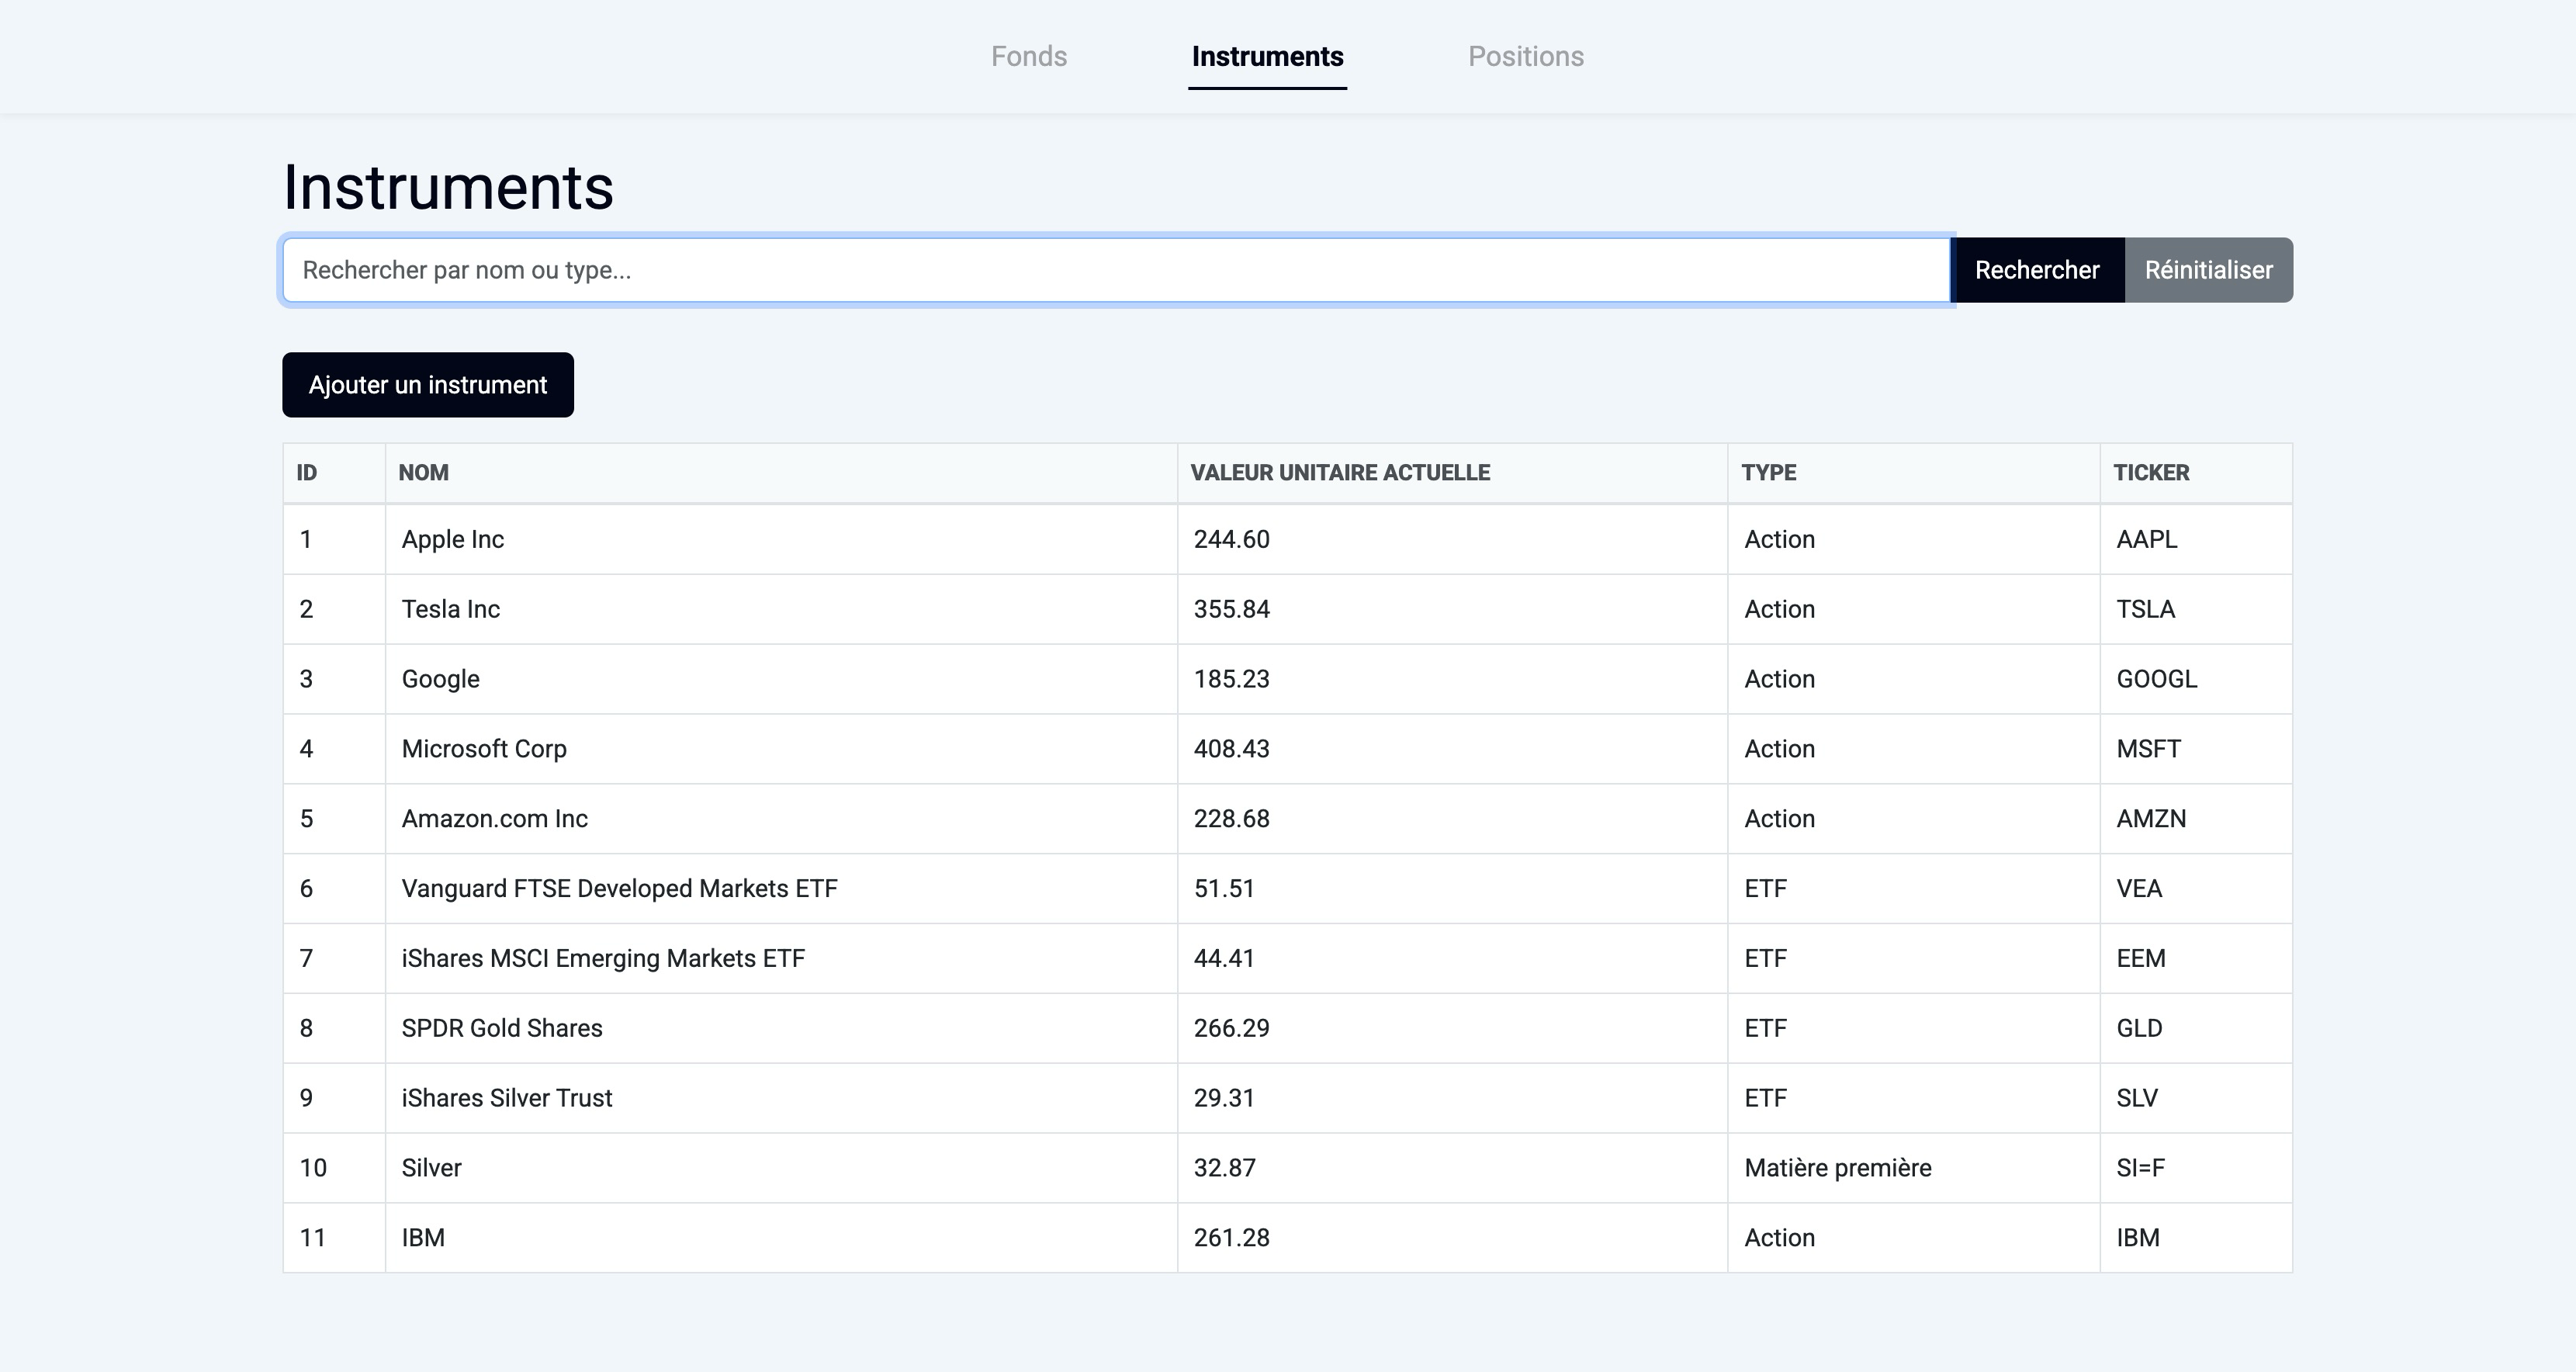 Fonds Instruments Positions
Instruments
Rechercher par nom ou type... Rechercher Réinitialiser
Ajouter un instrument
ID NOM VALEUR UNITAIRE ACTUELLE TYPE TICKER
1 Apple Inc 244.60 Action AAPL
2 Tesla Inc 355.84 Action TSLA
3 Google 185.23 Action GOOGL
4 Microsoft Corp 408.43 Action MSFT
5 Amazon.com Inc 228.68 Action AMZN
6 Vanguard FTSE Developed Markets ETF 51.51 ETF VEA
7 iShares MSCI Emerging Markets ETF 44.41 ETF EEM
8 SPDR Gold Shares 266.29 ETF GLD
9 iShares Silver Trust 29.31 ETF SLV
10 Silver 32.87 Matière première SI=F
11 IBM 261.28 Action IBM